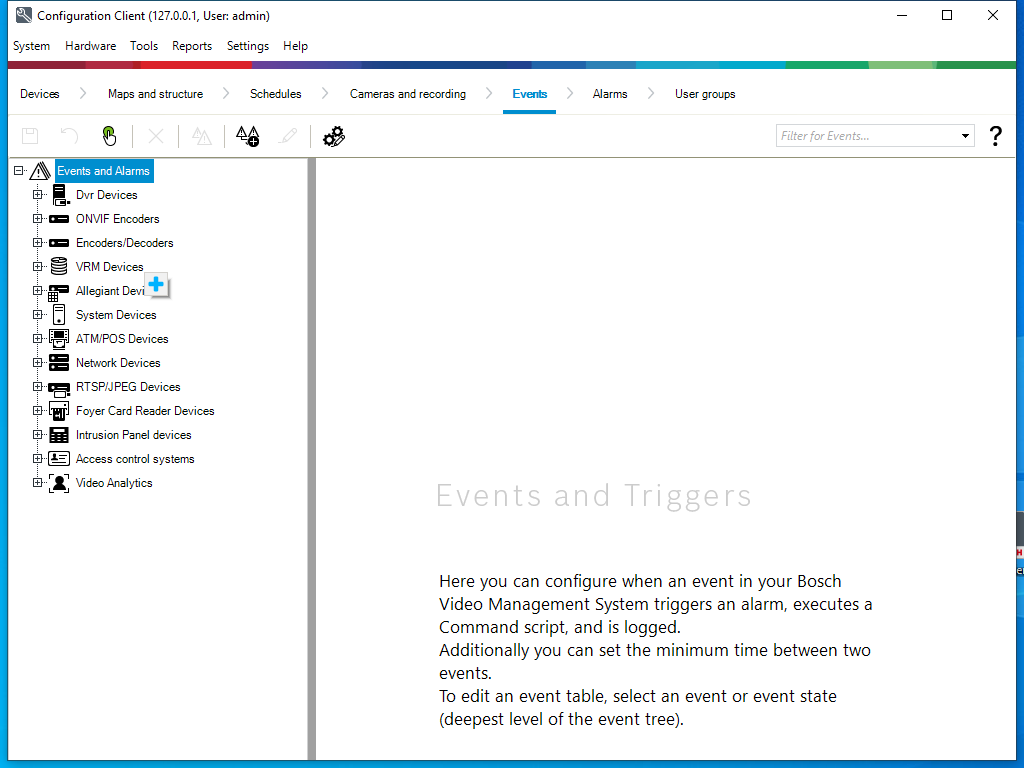 Configuration Client (127.0.0.1, User: admin)
System Hardware Tools Reports Settings Help
Devices Maps and structure Schedules Cameras and recording Events Alarms User groups
Filter for Events... ?
Events and Alarms
Dvr Devices
ONVIF Encoders
Encoders/Decoders
VRM Devices
Allegiant Devi
System Devices
ATM/POS Devices
Network Devices
RTSP/JPEG Devices
Foyer Card Reader Devices
Intrusion Panel devices
Access control systems
Video Analytics
Events and Triggers
Here you can configure when an event in your Bosch
Video Management System triggers an alarm, executes a
Command script, and is logged.
Additionally you can set the minimum time between two
events.
To edit an event table, select an event or event state
(deepest level of the event tree).